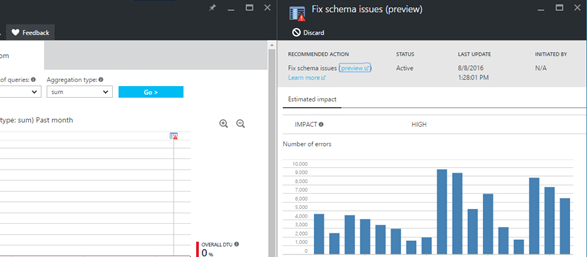 Feedback
om
of queries:
Aggregation type:
sum
Go >
type: sum) Past month
OVERALL DTU
0 %
Fix schema issues (preview)
Discard
RECOMMENDED ACTION
STATUS
LAST UPDATE
INITIATED BY
Fix schema issues (preview)
Active
8/8/2016
N/A
Learn more
1:28:01 PM
Estimated impact
IMPACT
HIGH
Number of errors
10,000
9,000
8,000
7,000
6,000
5,000
4,000
3,000
2,000
1,000
0